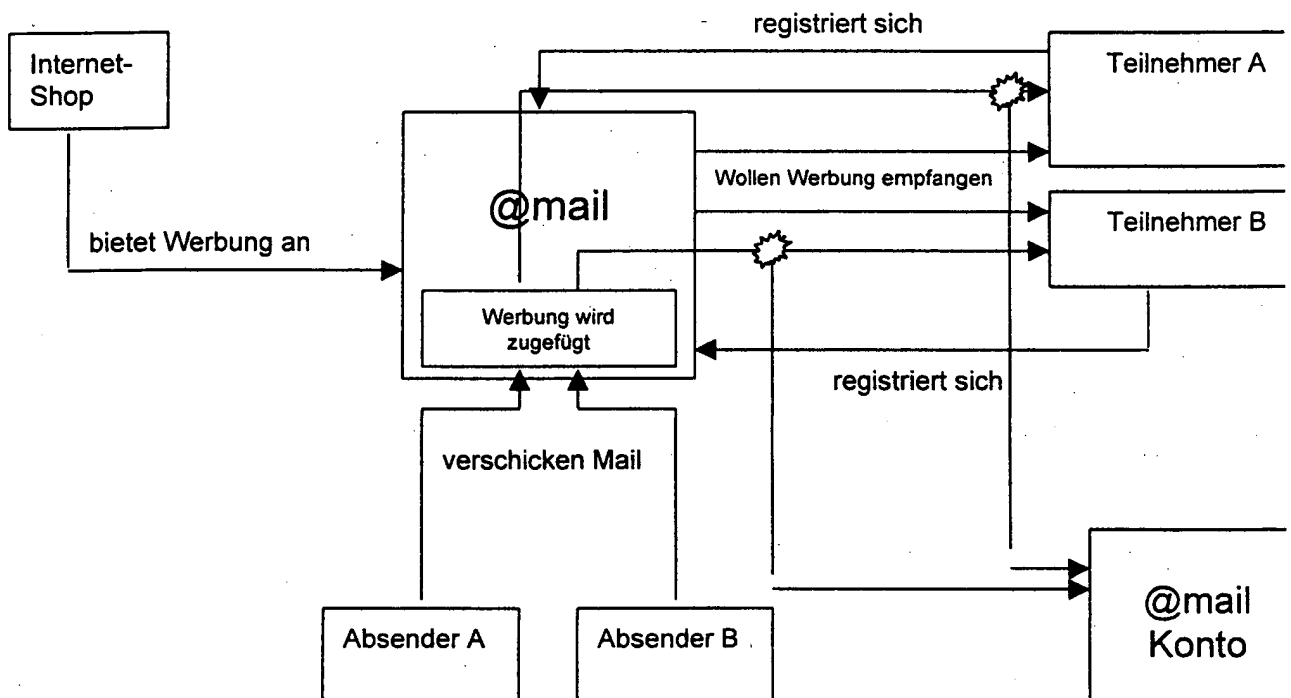 registriert sich
Internet-
Shop
Teilnehmer A
@mail
Wollen Werbung empfangen
Teilnehmer B
bietet Werbung an
Werbung wird
zugefügt
registriert sich
verschicken Mail
Absender A
Absender B
@mail
Konto